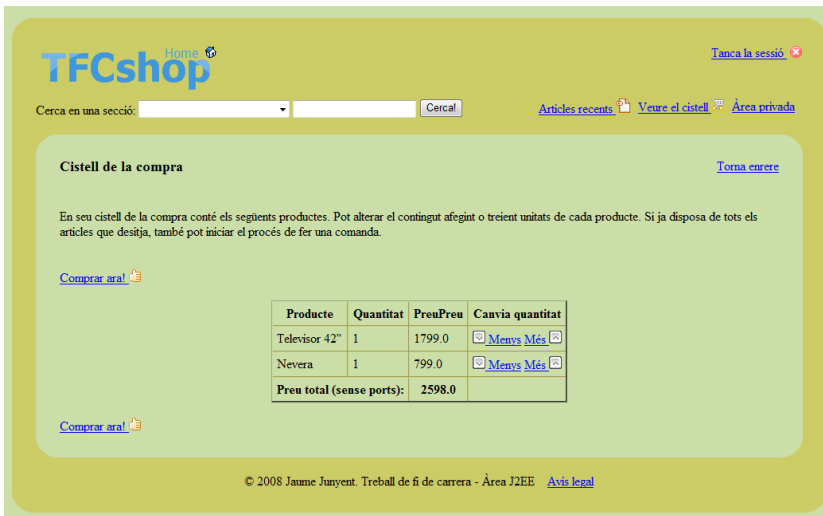 Home
TFCshop
Tanca la sessió
Cerca en una secció: Cerca!
Articles recents Veure el cistell Àrea privada
Cistell de la compra
Torna enrere
En seu cistell de la compra conté els següents productes. Pot alterar el contingut afegint o treient unitats de cada producte. Si ja disposa de tots els
articles que desitja, també pot iniciar el procés de fer una comanda.
Comprar ara!
Producte Quantitat PreuPreu Canvia quantitat
Televisor 42" 1 1799.0 Menys Més
Nevera 1 799.0 Menys Més
Preu total (sense ports): 2598.0
Comprar ara!
© 2008 Jaume Junyent. Treball de fi de carrera - Àrea J2EE Avís legal